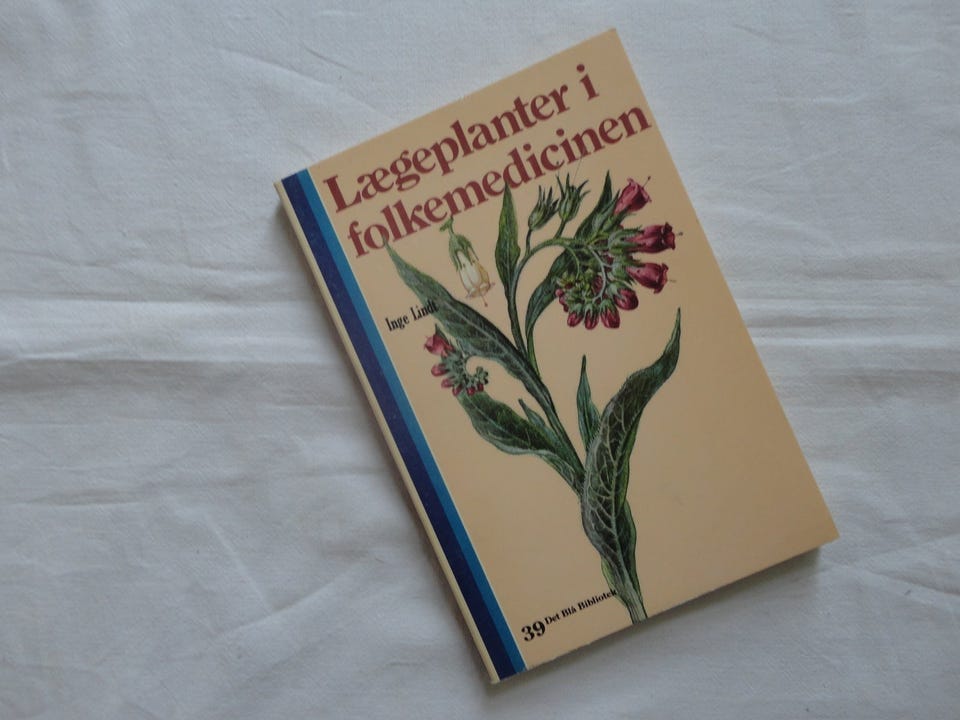 Lægeplanter i
folkemedicinen
Inge Lindt
39 Det Blå Bibliotek